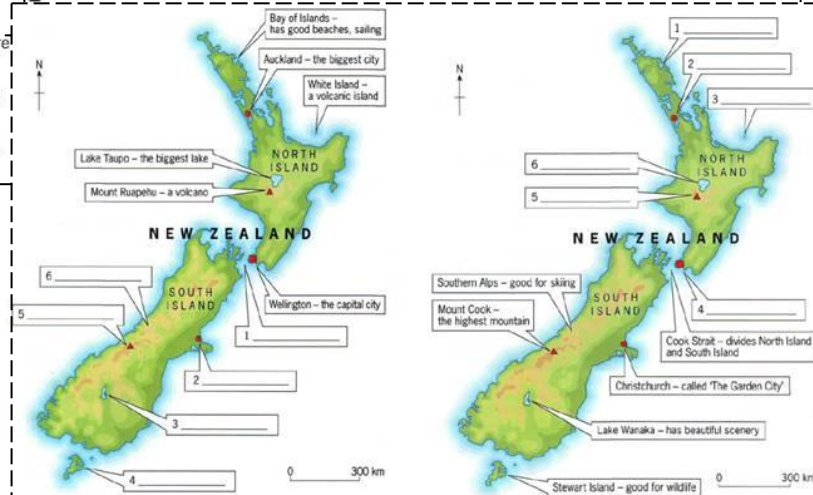 re
Bay of Islands –
has good beaches, sailing
Auckland – the biggest city
White Island –
a volcanic island
N
Lake Taupo – the biggest lake
NORTH
ISLAND
Mount Ruapehu – a volcano
NEW ZEALAND
6
SOUTH
ISLAND
Wellington – the capital city
5
1
2
3
4
0 300 km
1
2
N
3
6
NORTH
ISLAND
5
NEW ZEALAND
Southern Alps – good for skiing
SOUTH
ISLAND
4
Mount Cook –
the highest mountain
Cook Strait – divides North Island
and South Island
Christchurch – called 'The Garden City'
Lake Wanaka – has beautiful scenery
Stewart Island – good for wildlife
0 300 km